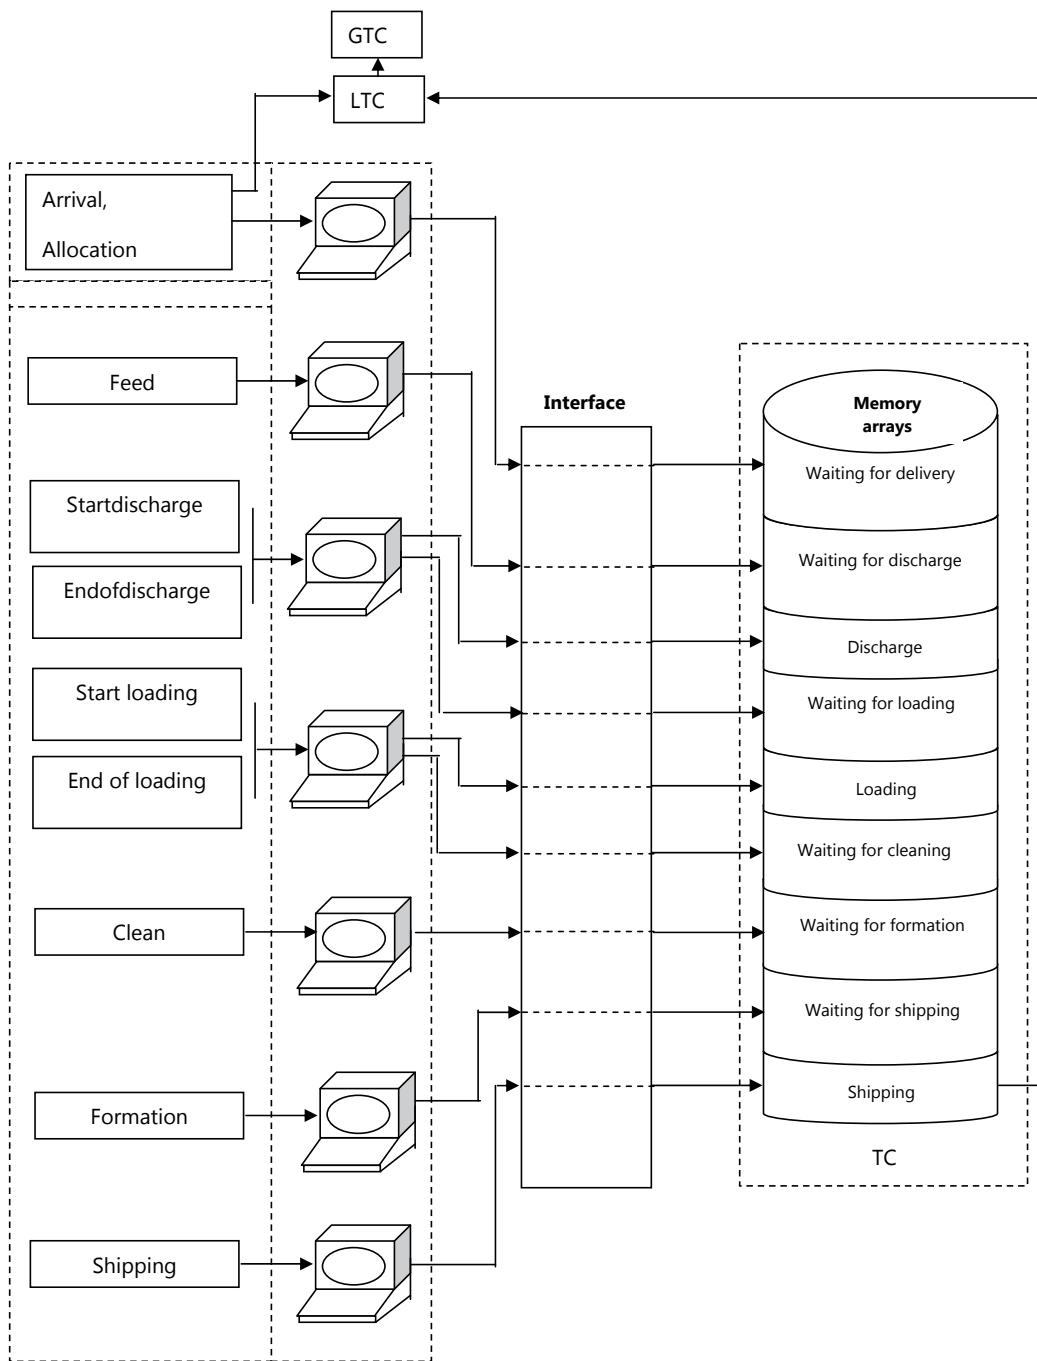 GTC
LTC
Arrival,
Allocation
Feed
Startdischarge
Endofdischarge
Start loading
End of loading
Clean
Formation
Shipping
Interface
Memory
arrays
Waiting for delivery
Waiting for discharge
Discharge
Waiting for loading
Loading
Waiting for cleaning
Waiting for formation
Waiting for shipping
Shipping
TC